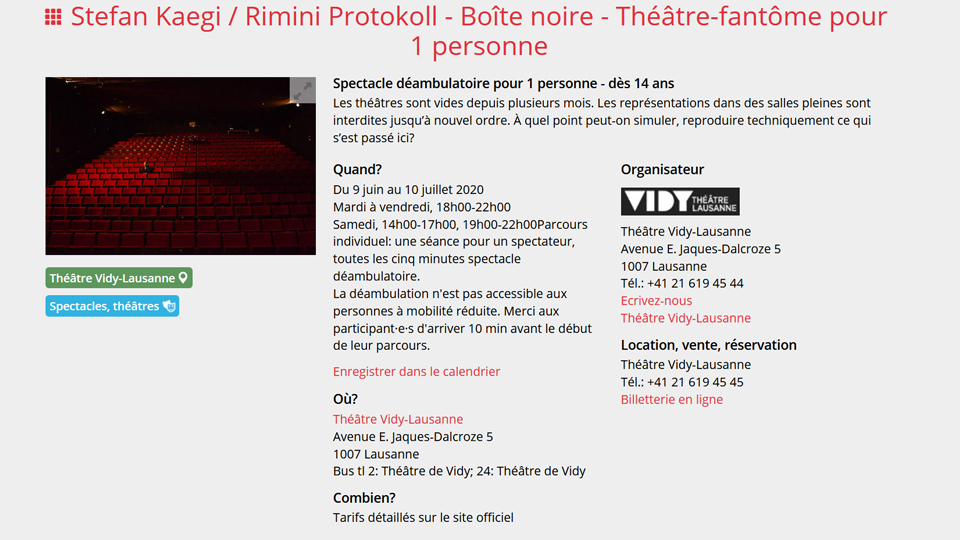 Stefan Kaegi / Rimini Protokoll - Boîte noire - Théâtre-fantôme pour
1 personne
Théâtre Vidy-Lausanne
Spectacles, théâtres
Spectacle déambulatoire pour 1 personne - dès 14 ans
Les théâtres sont vides depuis plusieurs mois. Les représentations dans des salles pleines sont
interdites jusqu’à nouvel ordre. À quel point peut-on simuler, reproduire techniquement ce qui
s’est passé ici?
Quand?
Du 9 juin au 10 juillet 2020
Mardi à vendredi, 18h00-22h00
Samedi, 14h00-17h00, 19h00-22h00Parcours
individuel: une séance pour un spectateur,
toutes les cinq minutes spectacle
déambulatoire.
La déambulation n'est pas accessible aux
personnes à mobilité réduite. Merci aux
participant·e·s d'arriver 10 min avant le début
de leur parcours.
Enregistrer dans le calendrier
Où?
Théâtre Vidy-Lausanne
Avenue E. Jaques-Dalcroze 5
1007 Lausanne
Bus tl 2: Théâtre de Vidy; 24: Théâtre de Vidy
Combien?
Tarifs détaillés sur le site officiel
Organisateur
VIDY THÉÂTRE
LAUSANNE
Théâtre Vidy-Lausanne
Avenue E. Jaques-Dalcroze 5
1007 Lausanne
Tél.: +41 21 619 45 44
Ecrivez-nous
Théâtre Vidy-Lausanne
Location, vente, réservation
Théâtre Vidy-Lausanne
Tél.: +41 21 619 45 45
Billetterie en ligne